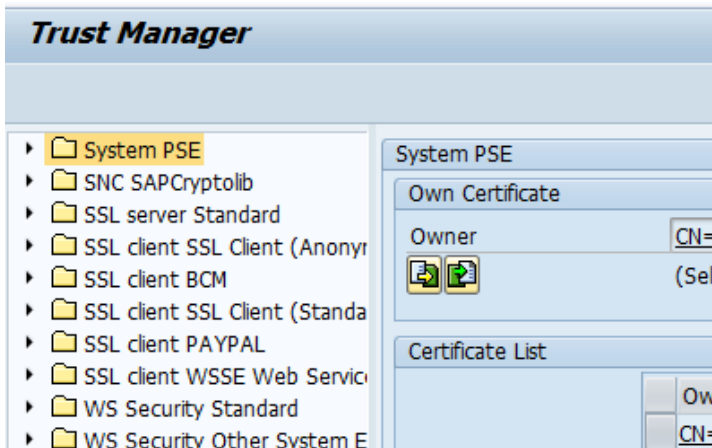 Trust Manager
System PSE
SNC SAPCryptolib
SSL server Standard
SSL client SSL Client (Anony
SSL client BCM
SSL client SSL Client (Standa
SSL client PAYPAL
SSL client WSSE Web Servic
WS Security Standard
WS Security Other System E
System PSE
Own Certificate
Owner CN=
(Sel
Certificate List
Ow
CN=